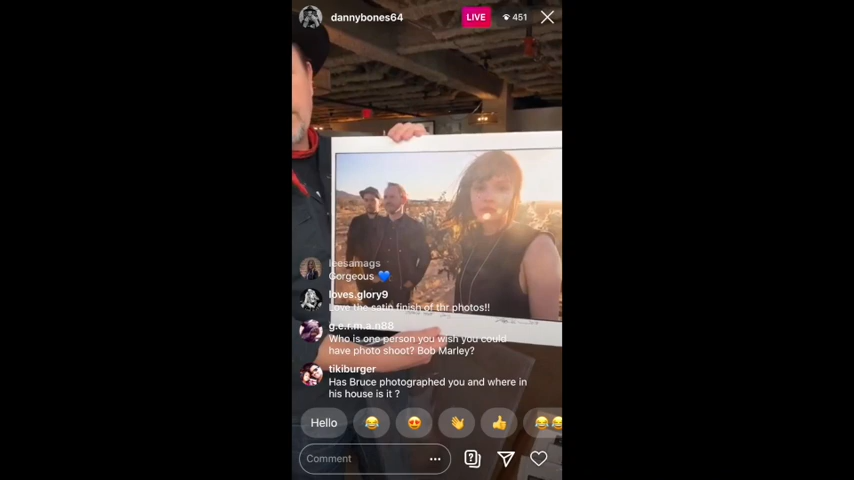 dannybones64
LIVE
451
leesamags
Gorgeous 💙
loves.glory9
Love the satin finish of thr photos!!
g.e.r.m.a.n88
Who is one person you wish you could
have photo shoot? Bob Marley?
tikiburger
Has Bruce photographed you and where in
his house is it ?
Hello
Comment